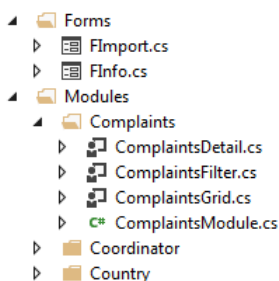 Forms
FImport.cs
FInfo.cs
Modules
Complaints
ComplaintsDetail.cs
ComplaintsFilter.cs
ComplaintsGrid.cs
C# ComplaintsModule.cs
Coordinator
Country